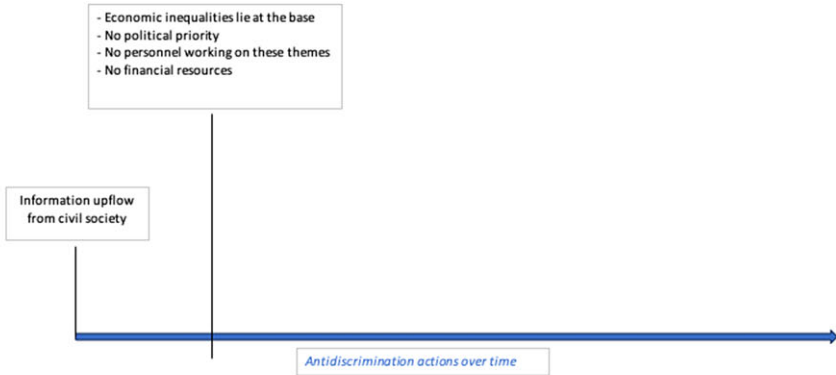 - Economic inequalities lie at the base
- No political priority
- No personnel working on these themes
- No financial resources
Information upflow
from civil society
Antidiscrimination actions over time